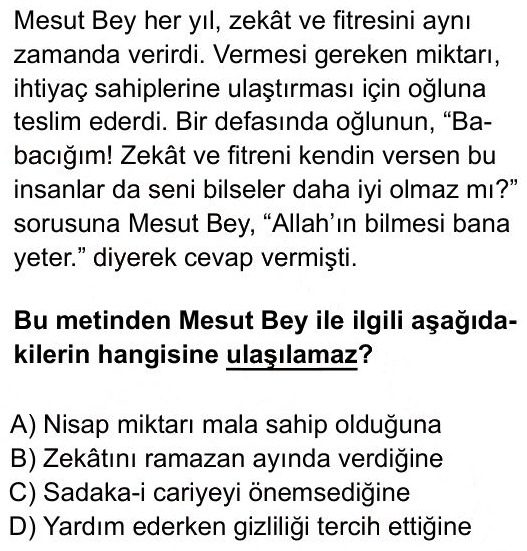 Mesut Bey her yıl, zekât ve fitresini aynı
zamanda verirdi. Vermesi gereken miktarı,
ihtiyaç sahiplerine ulaştırması için oğluna
teslim ederdi. Bir defasında oğlunun, “Ba-
bacığım! Zekât ve fitreni kendin versen bu
insanlar da seni bilseler daha iyi olmaz mı?”
sorusuna Mesut Bey, “Allah’ın bilmesi bana
yeter.” diyerek cevap vermişti.
Bu metinden Mesut Bey ile ilgili aşağıda-
kilerin hangisine ulaşılamaz?
A) Nisap miktarı mala sahip olduğuna
B) Zekâtını ramazan ayında verdiğine
C) Sadaka-i cariyeyi önemsediğine
D) Yardım ederken gizliliği tercih ettiğine